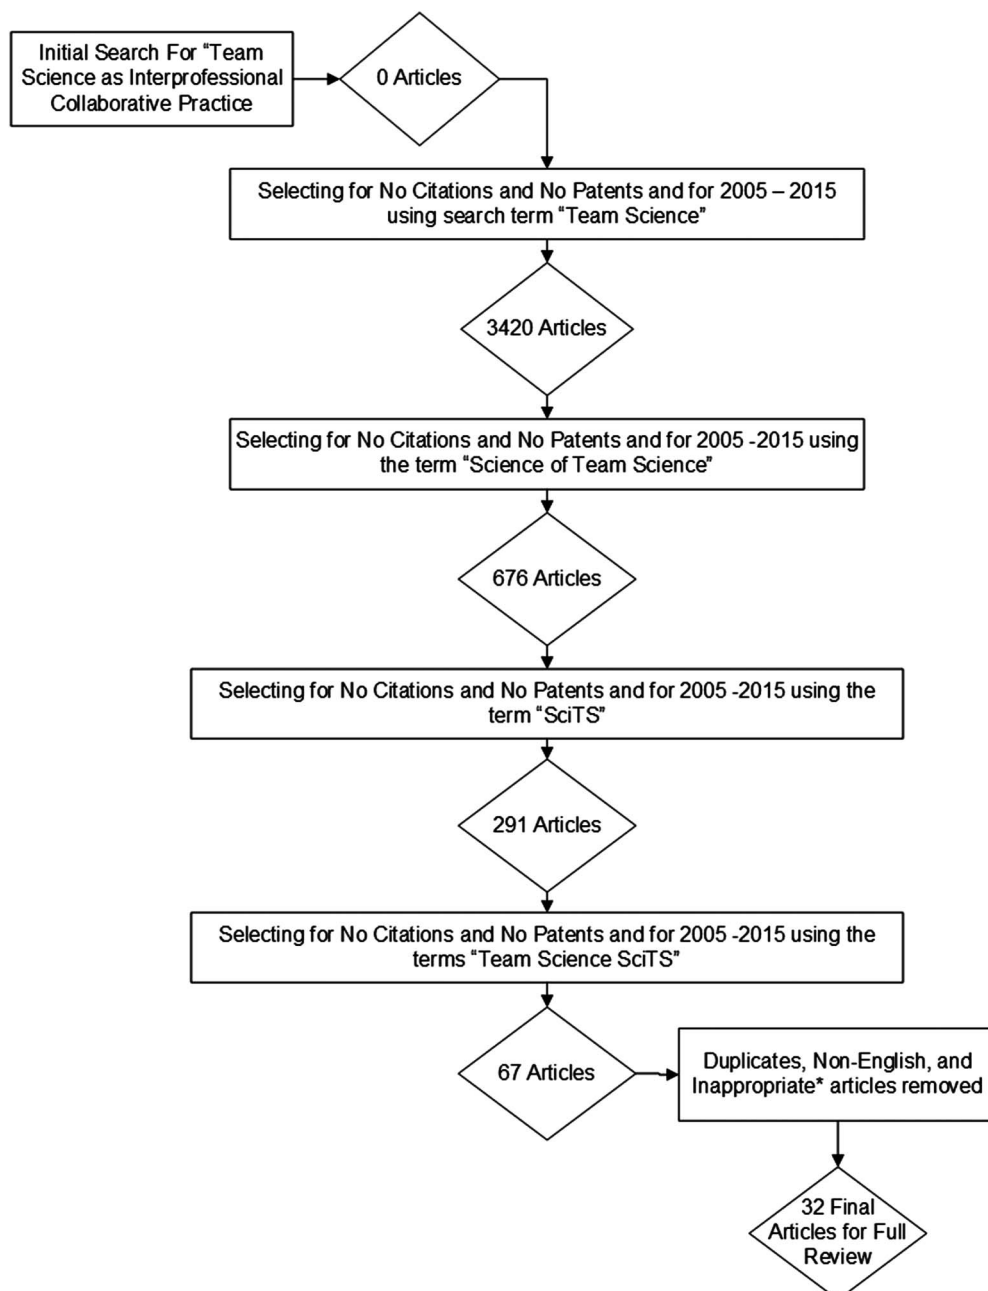 Initial Search For “Team
Science as Interprofessional
Collaborative Practice
0 Articles
Selecting for No Citations and No Patents and for 2005 – 2015
using search term “Team Science”
3420 Articles
Selecting for No Citations and No Patents and for 2005 -2015 using
the term “Science of Team Science”
676 Articles
Selecting for No Citations and No Patents and for 2005 -2015 using the
term “SciTS”
291 Articles
Selecting for No Citations and No Patents and for 2005 -2015 using the
terms “Team Science SciTS”
67 Articles
Duplicates, Non-English, and
Inappropriate* articles removed
32 Final
Articles for Full
Review